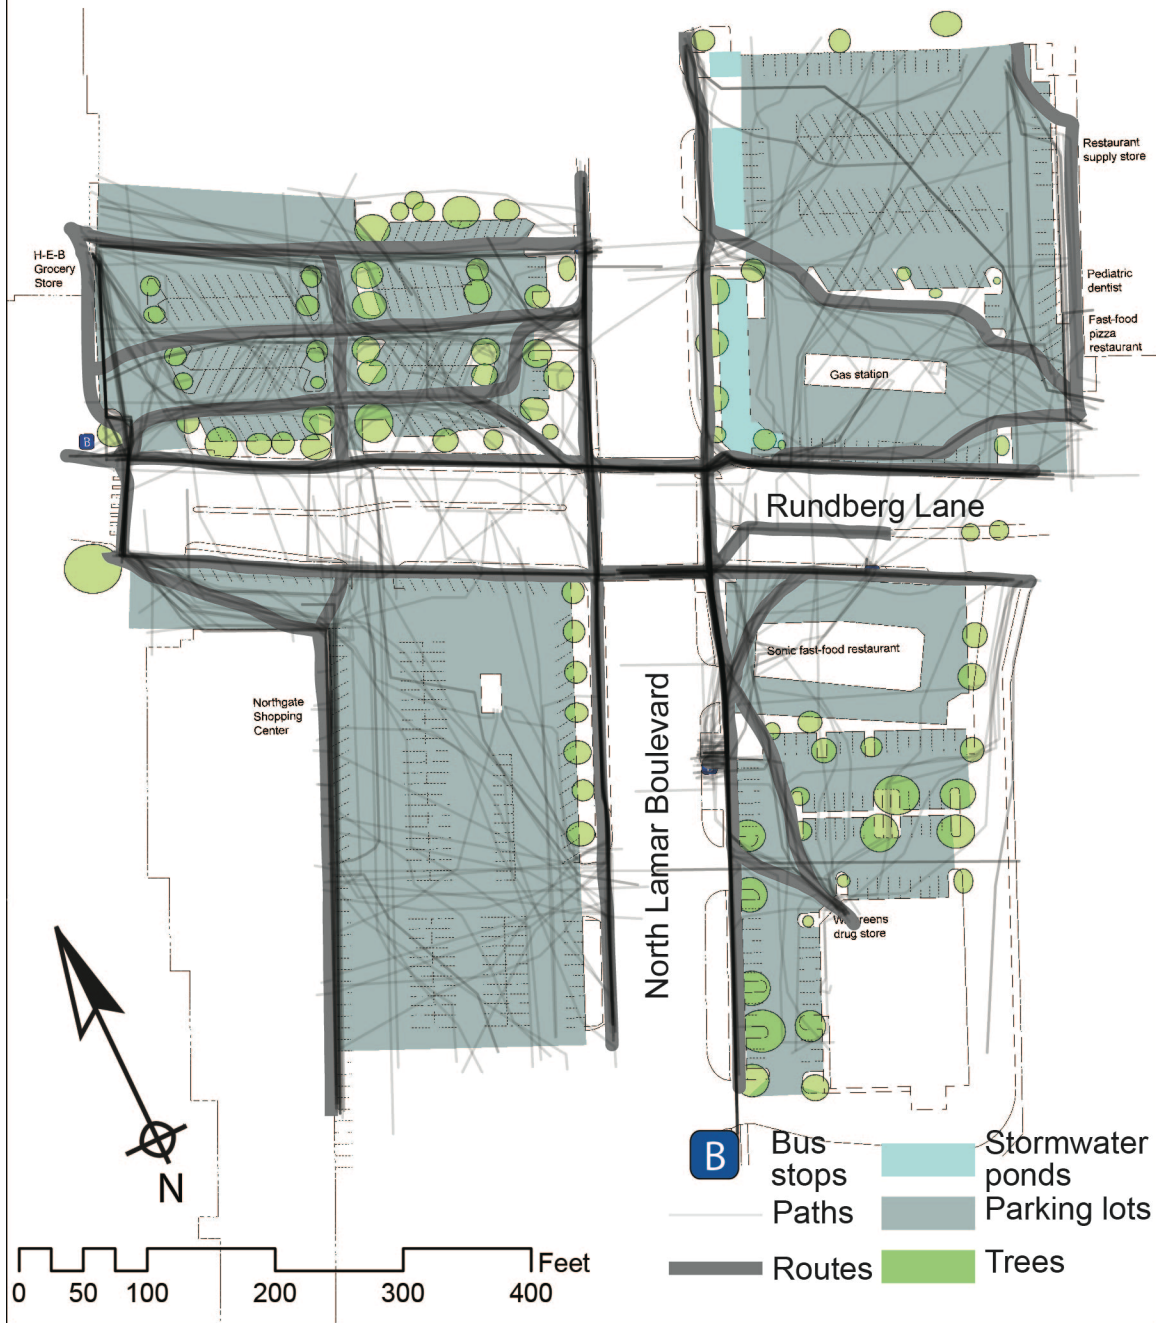 Restaurant
supply store
H-E-B
Grocery
Store
Pediatric
dentist
Fast-food
pizza
restaurant
Gas station
B
Rundberg Lane
Sonic fast-food restaurant
North Lamar Boulevard
Northgate
Shopping
Center
drug store
N
B
Bus
stops
Stormwater
ponds
Paths
Parking lots
Routes
Trees
Feet
0 50 100 200 300 400